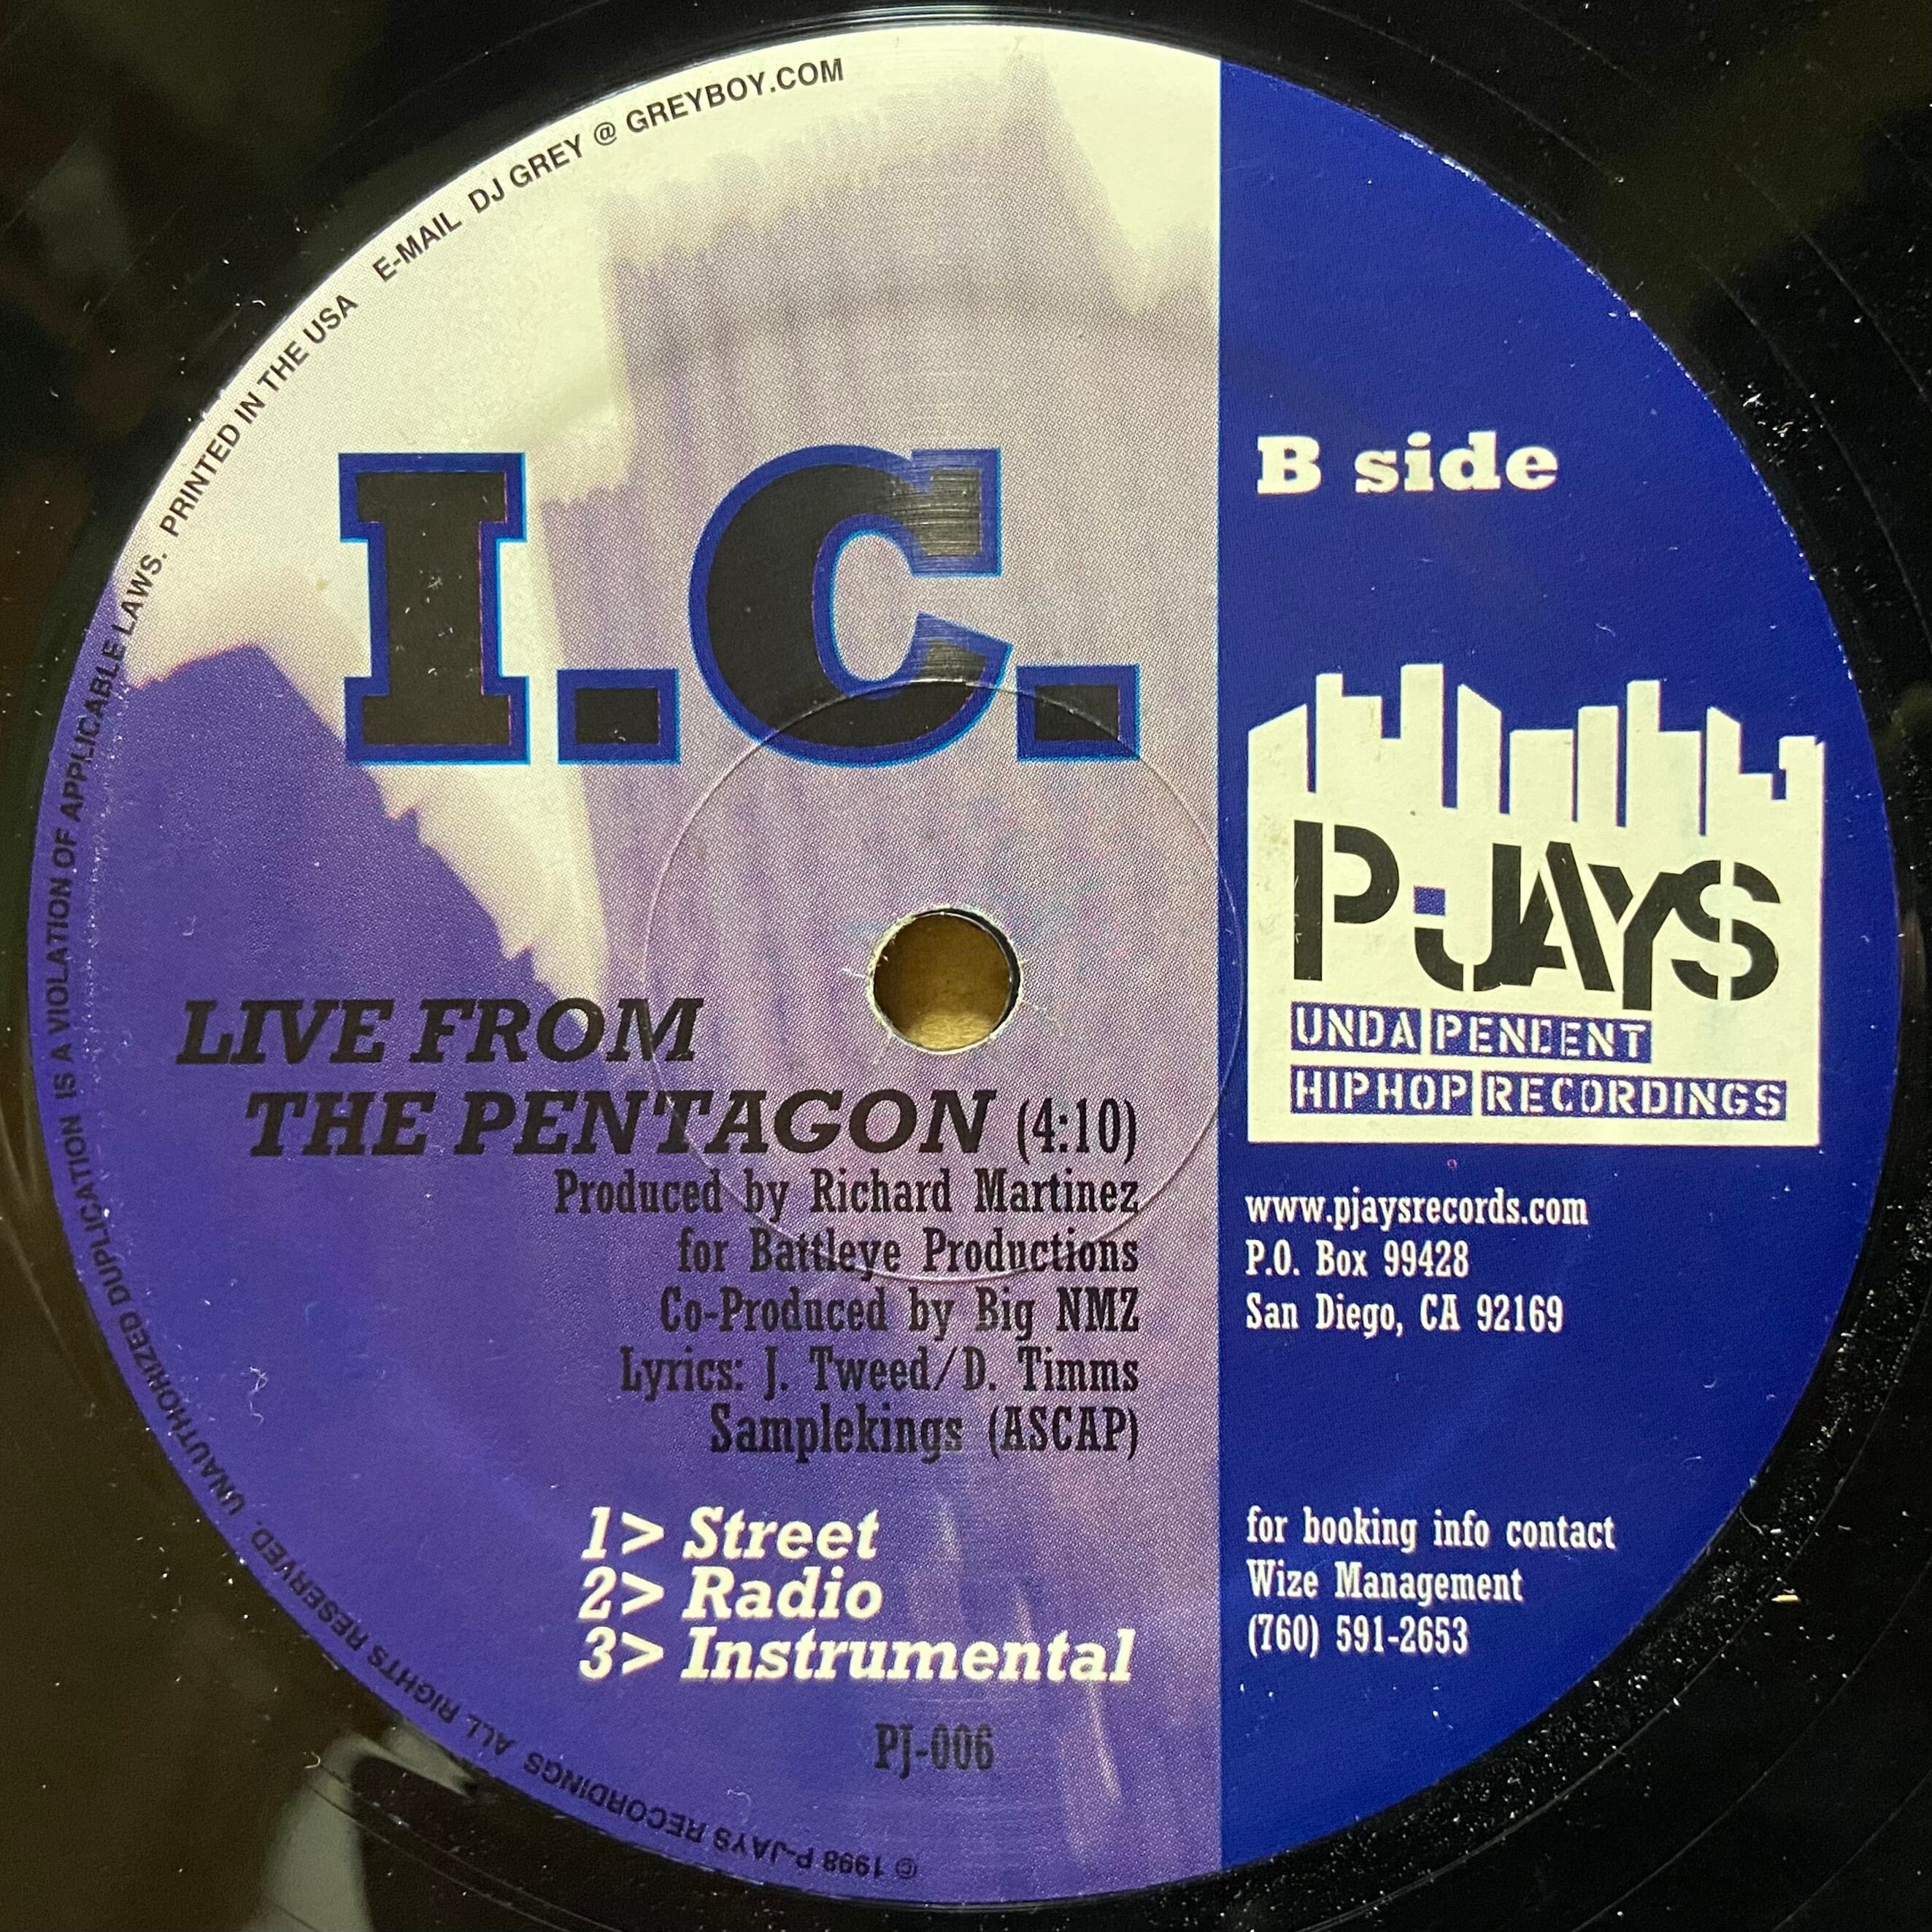 © 1998 P-JAYS RECORDINGS ALL RIGHTS RESERVED. UNAUTHORIZED DUPLICATION IS A VIOLATION OF APPLICABLE LAWS. PRINTED IN THE USA E-MAIL DJ GREY @ GREYBOY.COM
I.C.
LIVE FROM
THE PENTAGON (4:10)
Produced by Richard Martinez
for Battleye Productions
Co-Produced by Big NMZ
Lyrics: J. Tweed/D. Timms
Samplekings (ASCAP)
1> Street
2> Radio
3> Instrumental
PJ-006
B side
P-JAYS
UNDA PENDENT
HIPHOP RECORDINGS
www.pjaysrecords.com
P.O. Box 99428
San Diego, CA 92169
for booking info contact
Wize Management
(760) 591-2653